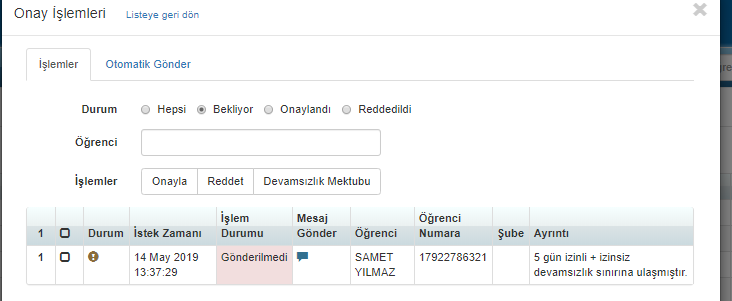 Onay İşlemleri Listeye geri dön
İşlemler Otomatik Gönder
Durum Hepsi Bekliyor Onaylandı Reddedildi
Öğrenci
İşlemler Onayla Reddet Devamsızlık Mektubu
1 Durum İstek Zamanı İşlem Durumu Mesaj Gönder Öğrenci Öğrenci Numara Şube Ayrıntı
1 14 May 2019 13:37:29 Gönderilmedi SAMET YILMAZ 17922786321 5 gün izinli + izinsiz devamsızlık sınırına ulaşmıştır.